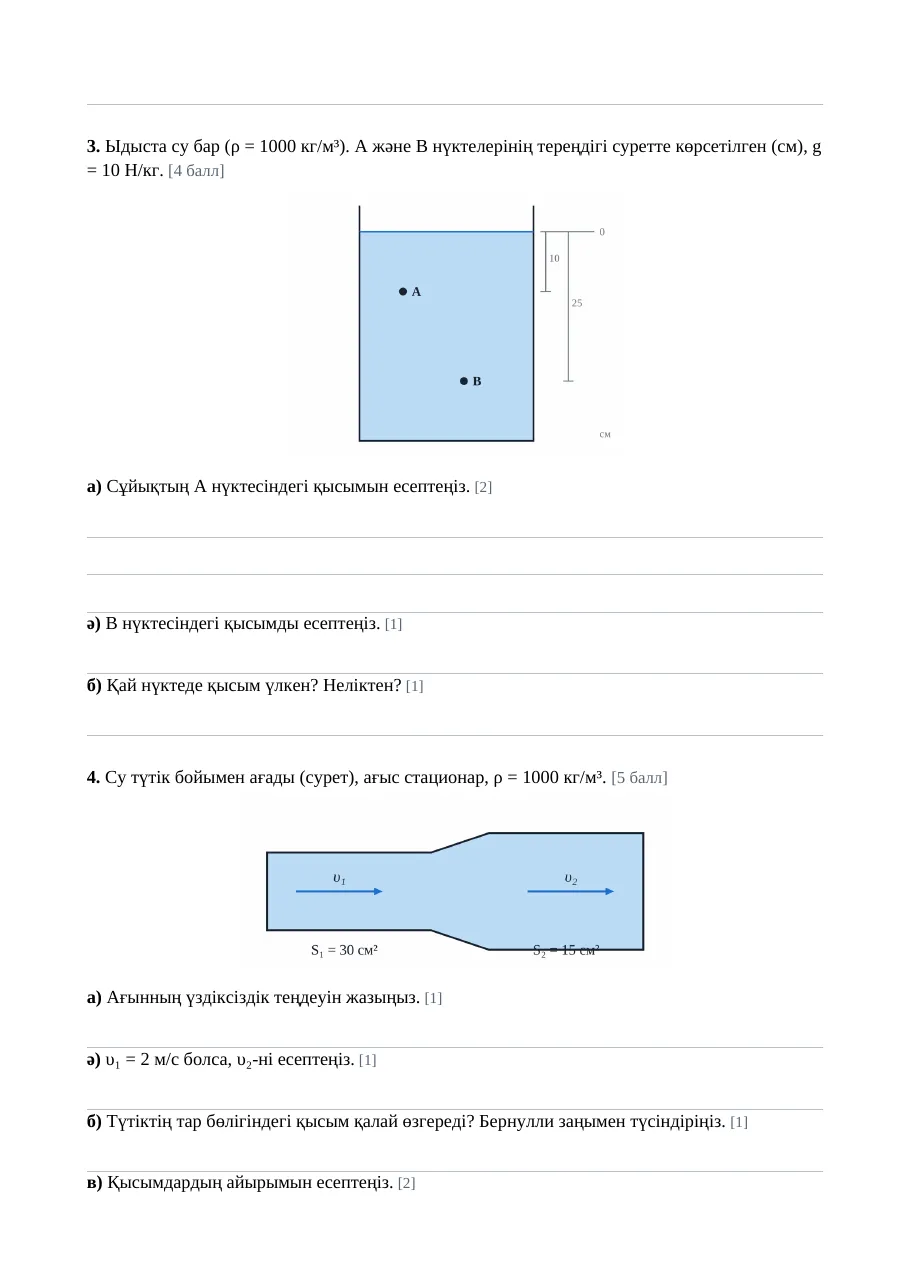 3. Ыдыста су бар (ρ = 1000 кг/м³). А және В нүктелерінің тереңдігі суретте көрсетілген (см), g
= 10 Н/кг. [4 балл]
0
10
A
25
B
см
а) Сұйықтың А нүктесіндегі қысымын есептеңіз. [2]
ә) В нүктесіндегі қысымды есептеңіз. [1]
б) Қай нүктеде қысым үлкен? Неліктен? [1]
4. Су түтік бойымен ағады (сурет), ағыс стационар, ρ = 1000 кг/м³. [5 балл]
υ₁ υ₂
S₁ = 30 см² S₂ = 15 см²
а) Ағынның үздіксіздік теңдеуін жазыңыз. [1]
ә) υ₁ = 2 м/с болса, υ₂-ні есептеңіз. [1]
б) Түтіктің тар бөлігіндегі қысым қалай өзгереді? Бернулли заңымен түсіндіріңіз. [1]
в) Қысымдардың айырымын есептеңіз. [2]